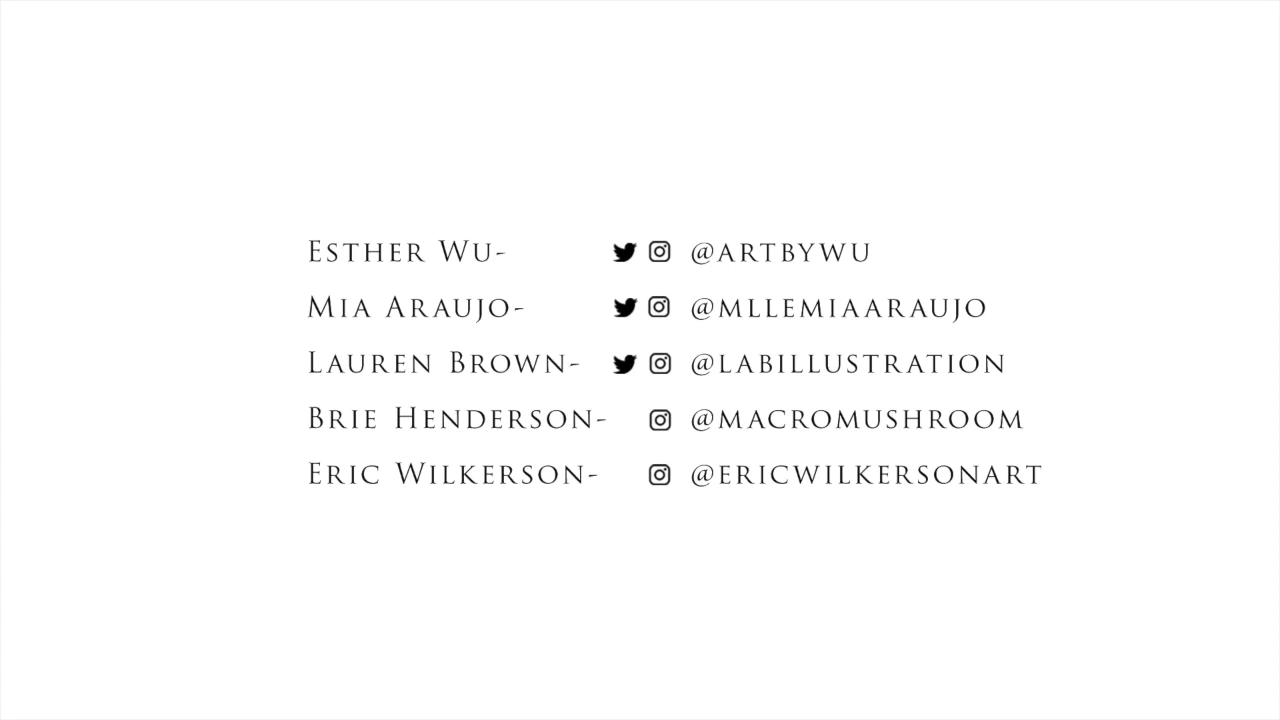 Esther Wu- @ARTBYWU
Mia Araujo- @MLLEMIAARAUJO
Lauren Brown- @LABILLUSTRATION
Brie Henderson- @MACROMUSHROOM
Eric Wilkerson- @ERICWILKERSONART